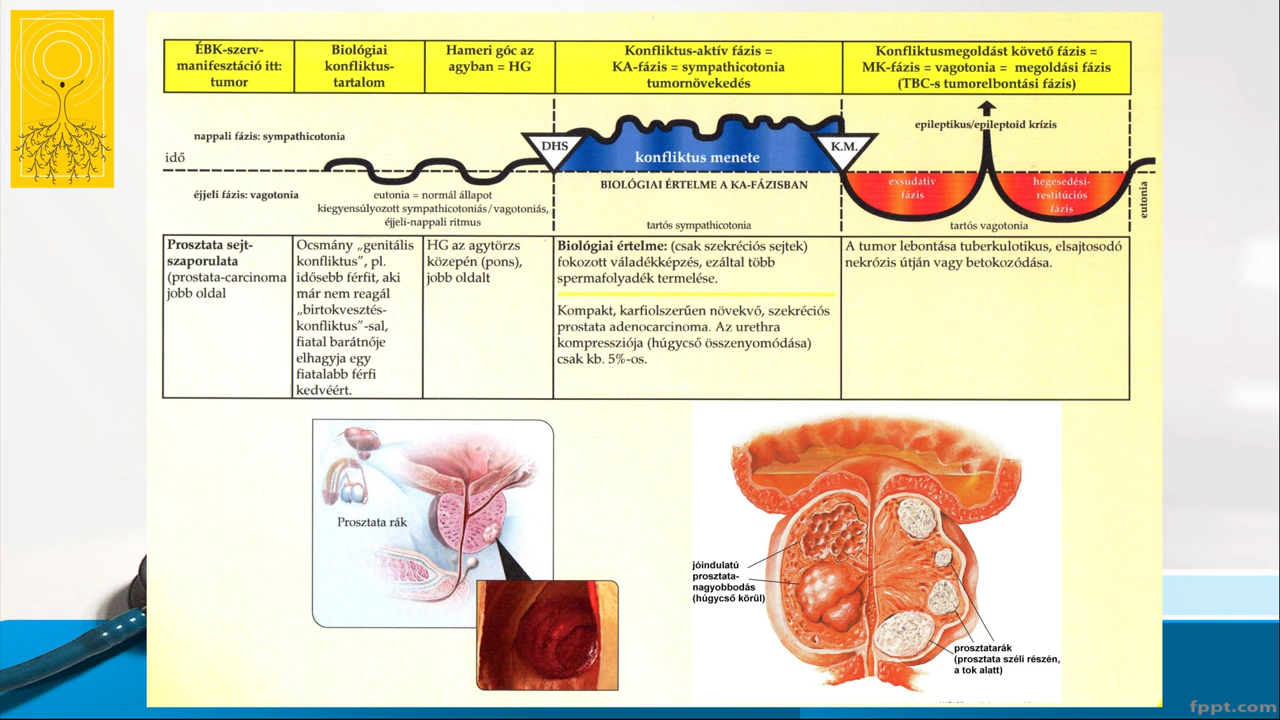 ÉBK-szerv-
manifesztáció itt:
tumor
Biológiai
konfliktus-
tartalom
Hameri góc az
agyban = HG
Konfliktus-aktív fázis =
KA-fázis = sympathicotonia
tumornövekedés
Konfliktusmegoldást követő fázis =
MK-fázis = vagotonia = megoldási fázis
(TBC-s tumorelbontási fázis)
nappali fázis: sympathicotonia
idő
éjjeli fázis: vagotonia
eutonia = normál állapot
kiegyensúlyozott sympathicotoniás/vagotoniás,
éjjeli-nappali ritmus
DHS
konfliktus menete
K.M.
BIOLÓGIAI ÉRTELME A KA-FÁZISBAN
tartós sympathicotonia
epileptikus/epileptoid krízis
exsudatív
fázis
hegesedési-
restitúciós
fázis
tartós vagotonia
eutonia
Prosztata sejt-
szaporulata
(prostata-carcinoma
jobb oldal
Ocsmány „genitális
konfliktus”, pl.
idősebb férfit, aki
már nem reagál
„birtokvesztés-
konfliktus”-sal,
fiatal barátnője
elhagyja egy
fiatalabb férfi
kedvéért.
HG az agytörzs
közepén (pons),
jobb oldalt
Biológiai értelme: (csak szekréciós sejtek)
fokozott váladékképzés, ezáltal több
spermafolyadék termelése.
Kompakt, karfiolszerűen növekvő, szekréciós
prostata adenocarcinoma. Az urethra
kompressziója (húgycső összenyomódása)
csak kb. 5%-os.
A tumor lebontása tuberkulotikus, elsajtosodó
nekrózis útján vagy betokozódása.
Prosztata rák
jóindulatú
prosztata-
nagyobbodás
(húgycső körül)
prosztatarák
(prosztata széli részén,
a tok alatt)
fppt.com